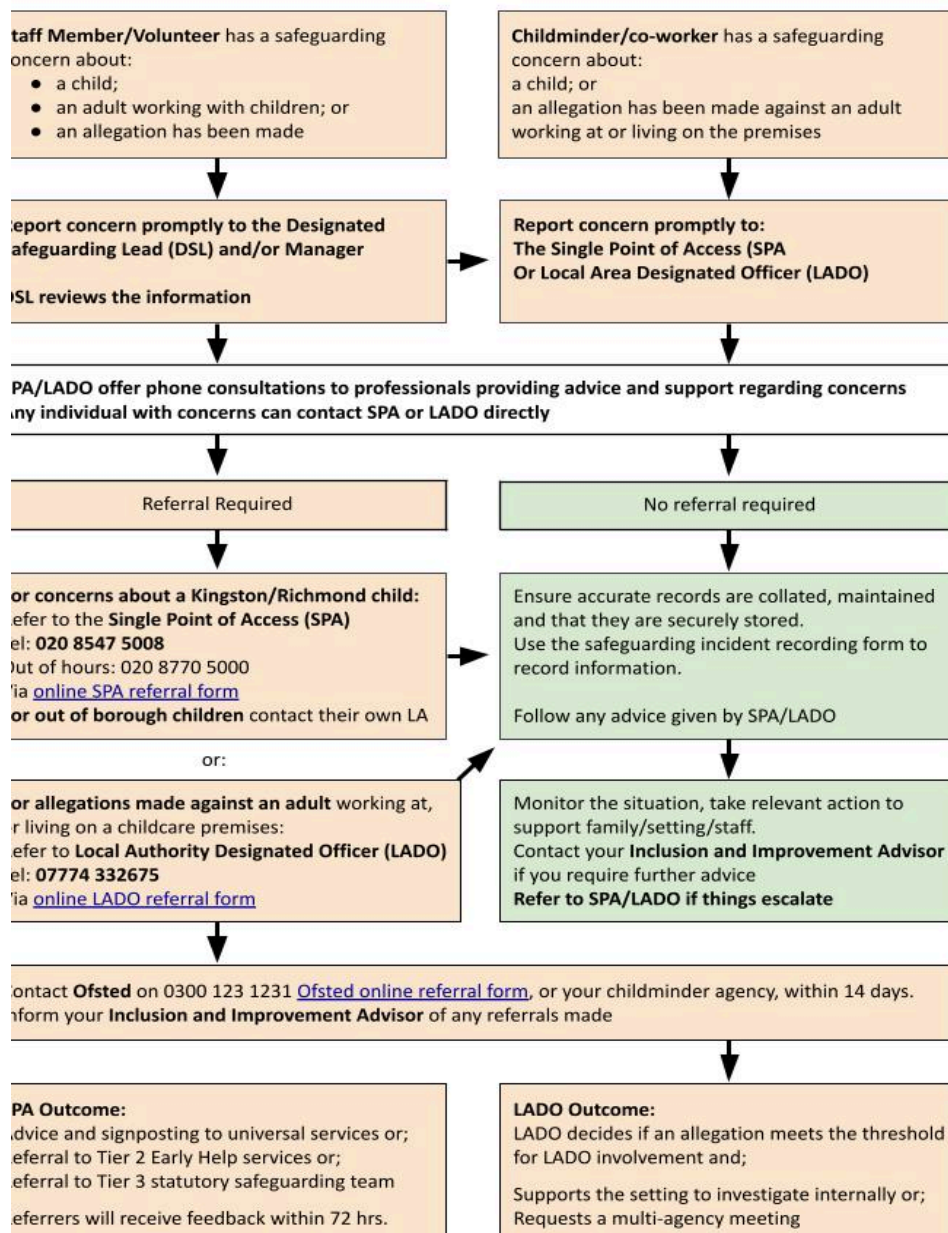 taff Member/Volunteer has a safeguarding
oncern about:
● a child;
● an adult working with children; or
● an allegation has been made
Childminder/co-worker has a safeguarding
concern about:
a child; or
an allegation has been made against an adult
working at or living on the premises
eport concern promptly to the Designated
afeguarding Lead (DSL) and/or Manager
SL reviews the information
Report concern promptly to:
The Single Point of Access (SPA
Or Local Area Designated Officer (LADO)
PA/LADO offer phone consultations to professionals providing advice and support regarding concerns
ny individual with concerns can contact SPA or LADO directly
Referral Required
No referral required
or concerns about a Kingston/Richmond child:
efer to the Single Point of Access (SPA)
el: 020 8547 5008
ut of hours: 020 8770 5000
ia online SPA referral form
or out of borough children contact their own LA
Ensure accurate records are collated, maintained
and that they are securely stored.
Use the safeguarding incident recording form to
record information.
Follow any advice given by SPA/LADO
or:
or allegations made against an adult working at,
r living on a childcare premises:
efer to Local Authority Designated Officer (LADO)
el: 07774 332675
ia online LADO referral form
Monitor the situation, take relevant action to
support family/setting/staff.
Contact your Inclusion and Improvement Advisor
if you require further advice
Refer to SPA/LADO if things escalate
ontact Ofsted on 0300 123 1231 Ofsted online referral form, or your childminder agency, within 14 days.
nform your Inclusion and Improvement Advisor of any referrals made
PA Outcome:
dvice and signposting to universal services or;
eferral to Tier 2 Early Help services or;
eferral to Tier 3 statutory safeguarding team
eferrers will receive feedback within 72 hrs.
LADO Outcome:
LADO decides if an allegation meets the threshold
for LADO involvement and;
Supports the setting to investigate internally or;
Requests a multi-agency meeting